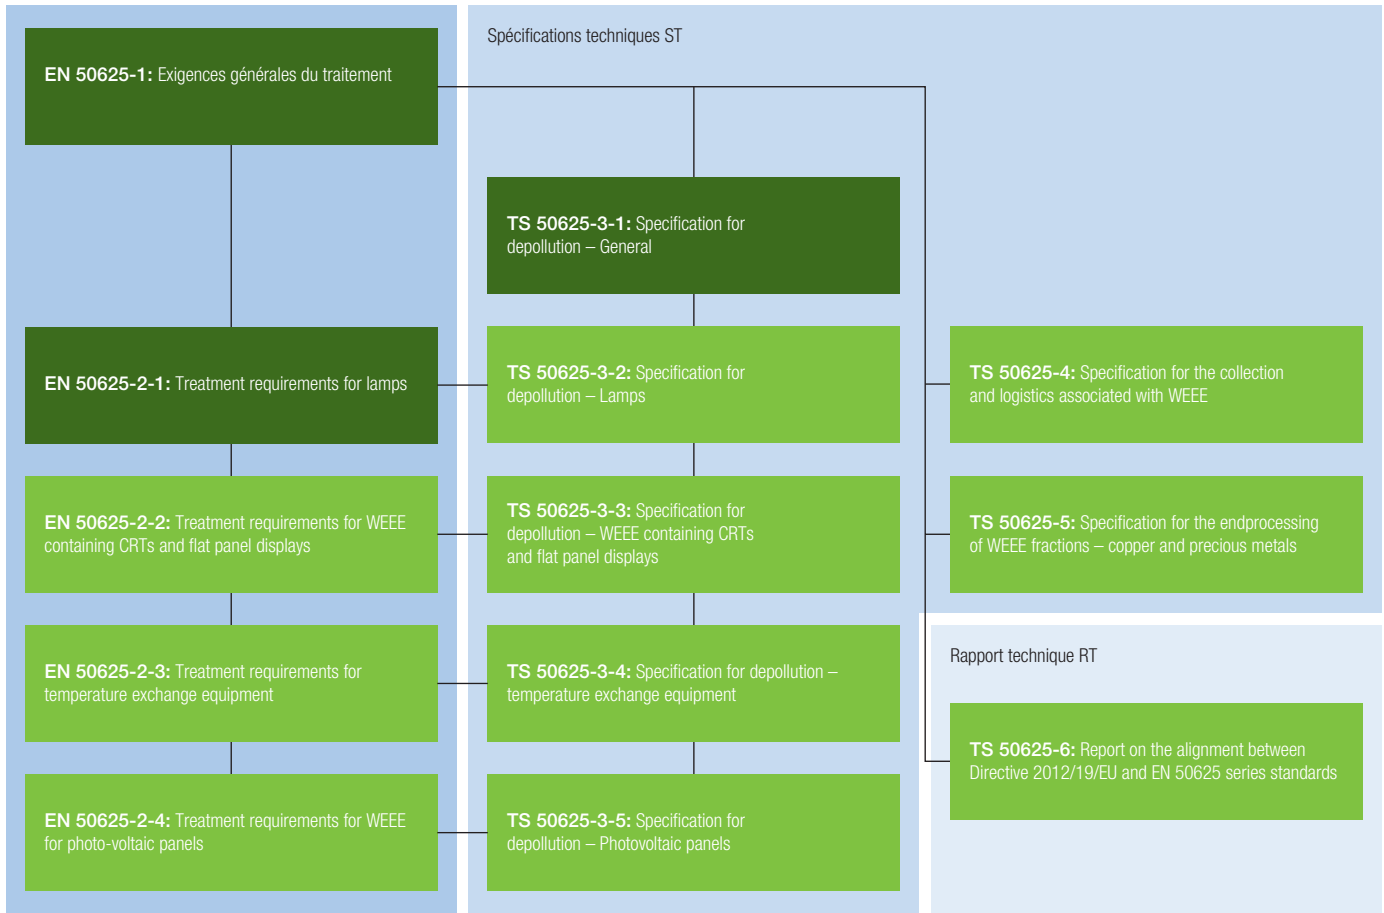 EN 50625-1: Exigences générales du traitement
EN 50625-2-1: Treatment requirements for lamps
EN 50625-2-2: Treatment requirements for WEEE
containing CRTs and flat panel displays
EN 50625-2-3: Treatment requirements for
temperature exchange equipment
EN 50625-2-4: Treatment requirements for WEEE
for photo-voltaic panels
Spécifications techniques ST
TS 50625-3-1: Specification for
depollution – General
TS 50625-3-2: Specification for
depollution – Lamps
TS 50625-3-3: Specification for
depollution – WEEE containing CRTs
and flat panel displays
TS 50625-3-4: Specification for depollution –
temperature exchange equipment
TS 50625-3-5: Specification for
depollution – Photovoltaic panels
TS 50625-4: Specification for the collection
and logistics associated with WEEE
TS 50625-5: Specification for the endprocessing
of WEEE fractions – copper and precious metals
Rapport technique RT
TS 50625-6: Report on the alignment between
Directive 2012/19/EU and EN 50625 series standards